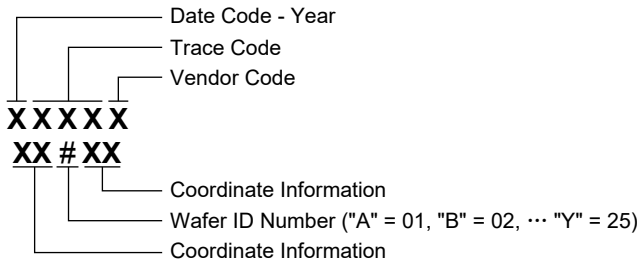 Date Code - Year
Trace Code
Vendor Code
XXXXX
XX # XX
Coordinate Information
Wafer ID Number ("A" = 01, "B" = 02, ··· "Y" = 25)
Coordinate Information